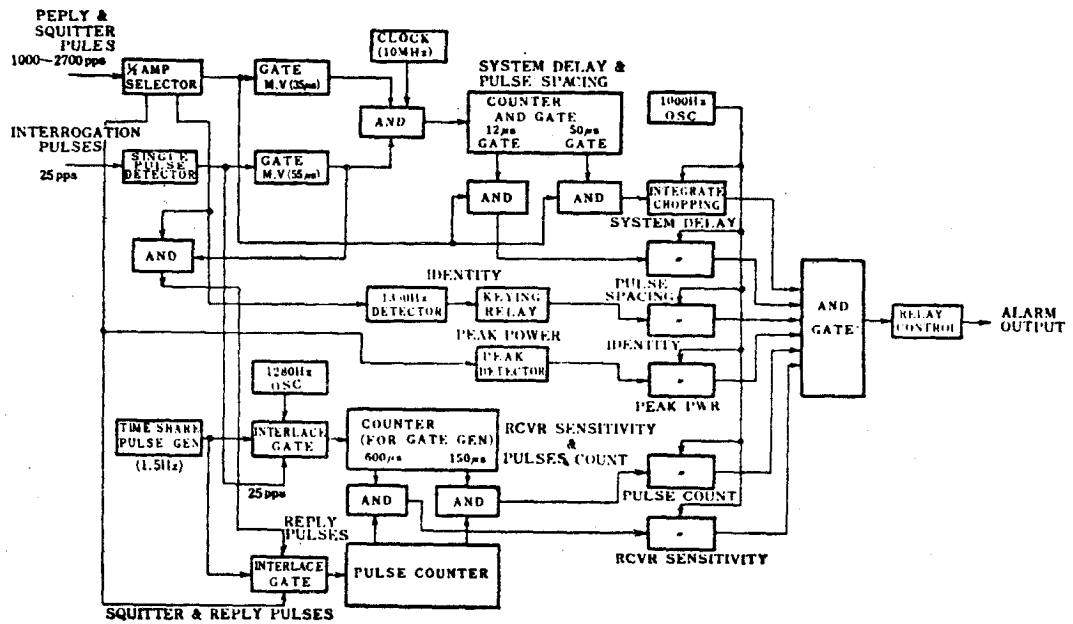 PEPLY &
SQUITTER
PULES
1000~2700pps
½ AMP
SELECTOR
GATE
M.V(35µs)
CLOCK
(10MHz)
AND
SYSTEM DELAY &
PULSE SPACING
COUNTER
AND GATE
12µs
GATE
50µs
GATE
1000Hz
OSC
INTERROGATION
PULSES
25 pps
SINGLE
PULSE
DETECTOR
GATE
M.V(55µs)
AND
AND
INTEGRATE
CHOPPING
SYSTEM DELAY
AND
〃
PULSE
SPACING
IDENTITY
DETECTOR
KEYING
RELAY
〃
IDENTITY
PEAK POWER
PEAK
DETECTOR
〃
PEAK PWR
AND
GATE
RELAY
CONTROL
ALARM
OUTPUT
1280Hz
OSC
TIME SHARE
PULSE GEN
(1.5Hz)
INTERLACE
GATE
25 pps
COUNTER
(FOR GATE GEN)
600µs
150µs
RCVR SENSITIVITY
&
PULSES COUNT
AND
AND
〃
PULSE COUNT
REPLY
PULSES
INTERLACE
GATE
PULSE COUNTER
〃
RCVR SENSITIVITY
SQUITTER & REPLY PULSES